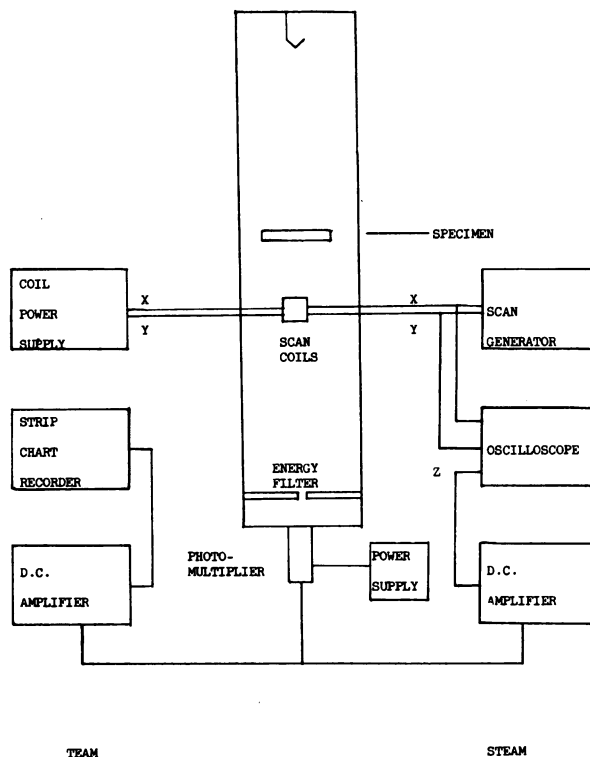 SPECIMEN
COIL
POWER
SUPPLY
X
Y
X
Y
SCAN
GENERATOR
SCAN
COILS
STRIP
CHART
RECORDER
ENERGY
FILTER
Z
OSCILLOSCOPE
PHOTO-
MULTIPLIER
POWER
SUPPLY
D.C.
AMPLIFIER
D.C.
AMPLIFIER
TEAM
STEAM